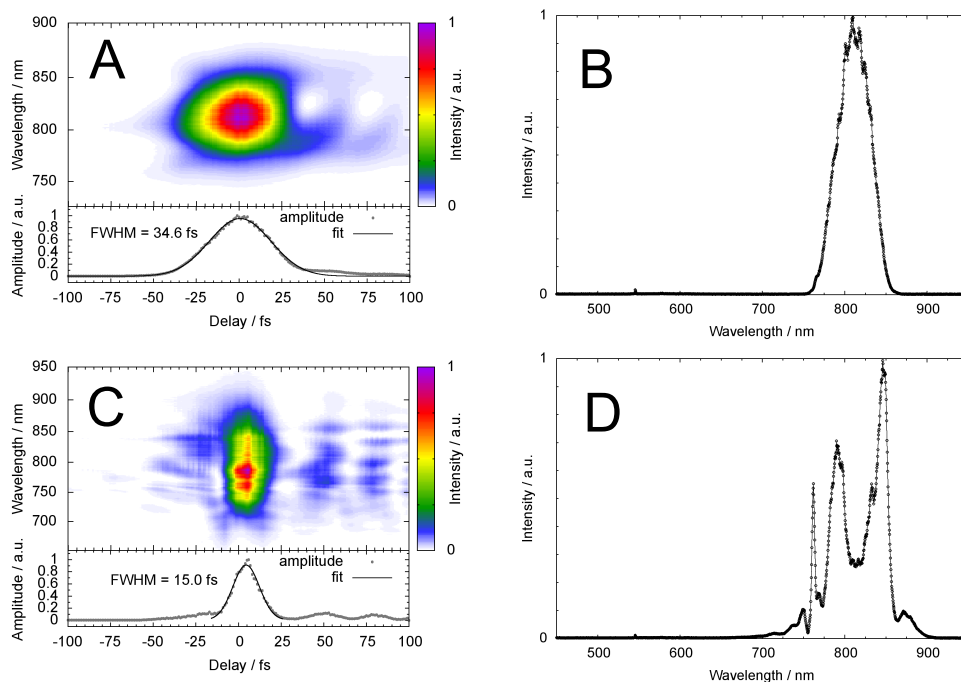 A
Wavelength / nm
900
850
800
750
Intensity / a.u.
1
0
Amplitude / a.u.
1
0.8
0.6
0.4
0.2
0
FWHM = 34.6 fs
amplitude
fit
-100 -75 -50 -25 0 25 50 75 100
Delay / fs
B
Intensity / a.u.
1
1
500 600 700 800 900
Wavelength / nm
C
Wavelength / nm
950
900
850
800
750
700
Intensity / a.u.
1
0
Amplitude / a.u.
1
0.8
0.6
0.4
0.2
0
FWHM = 15.0 fs
amplitude
fit
-100 -75 -50 -25 0 25 50 75 100
Delay / fs
D
Intensity / a.u.
1
1
500 600 700 800 900
Wavelength / nm